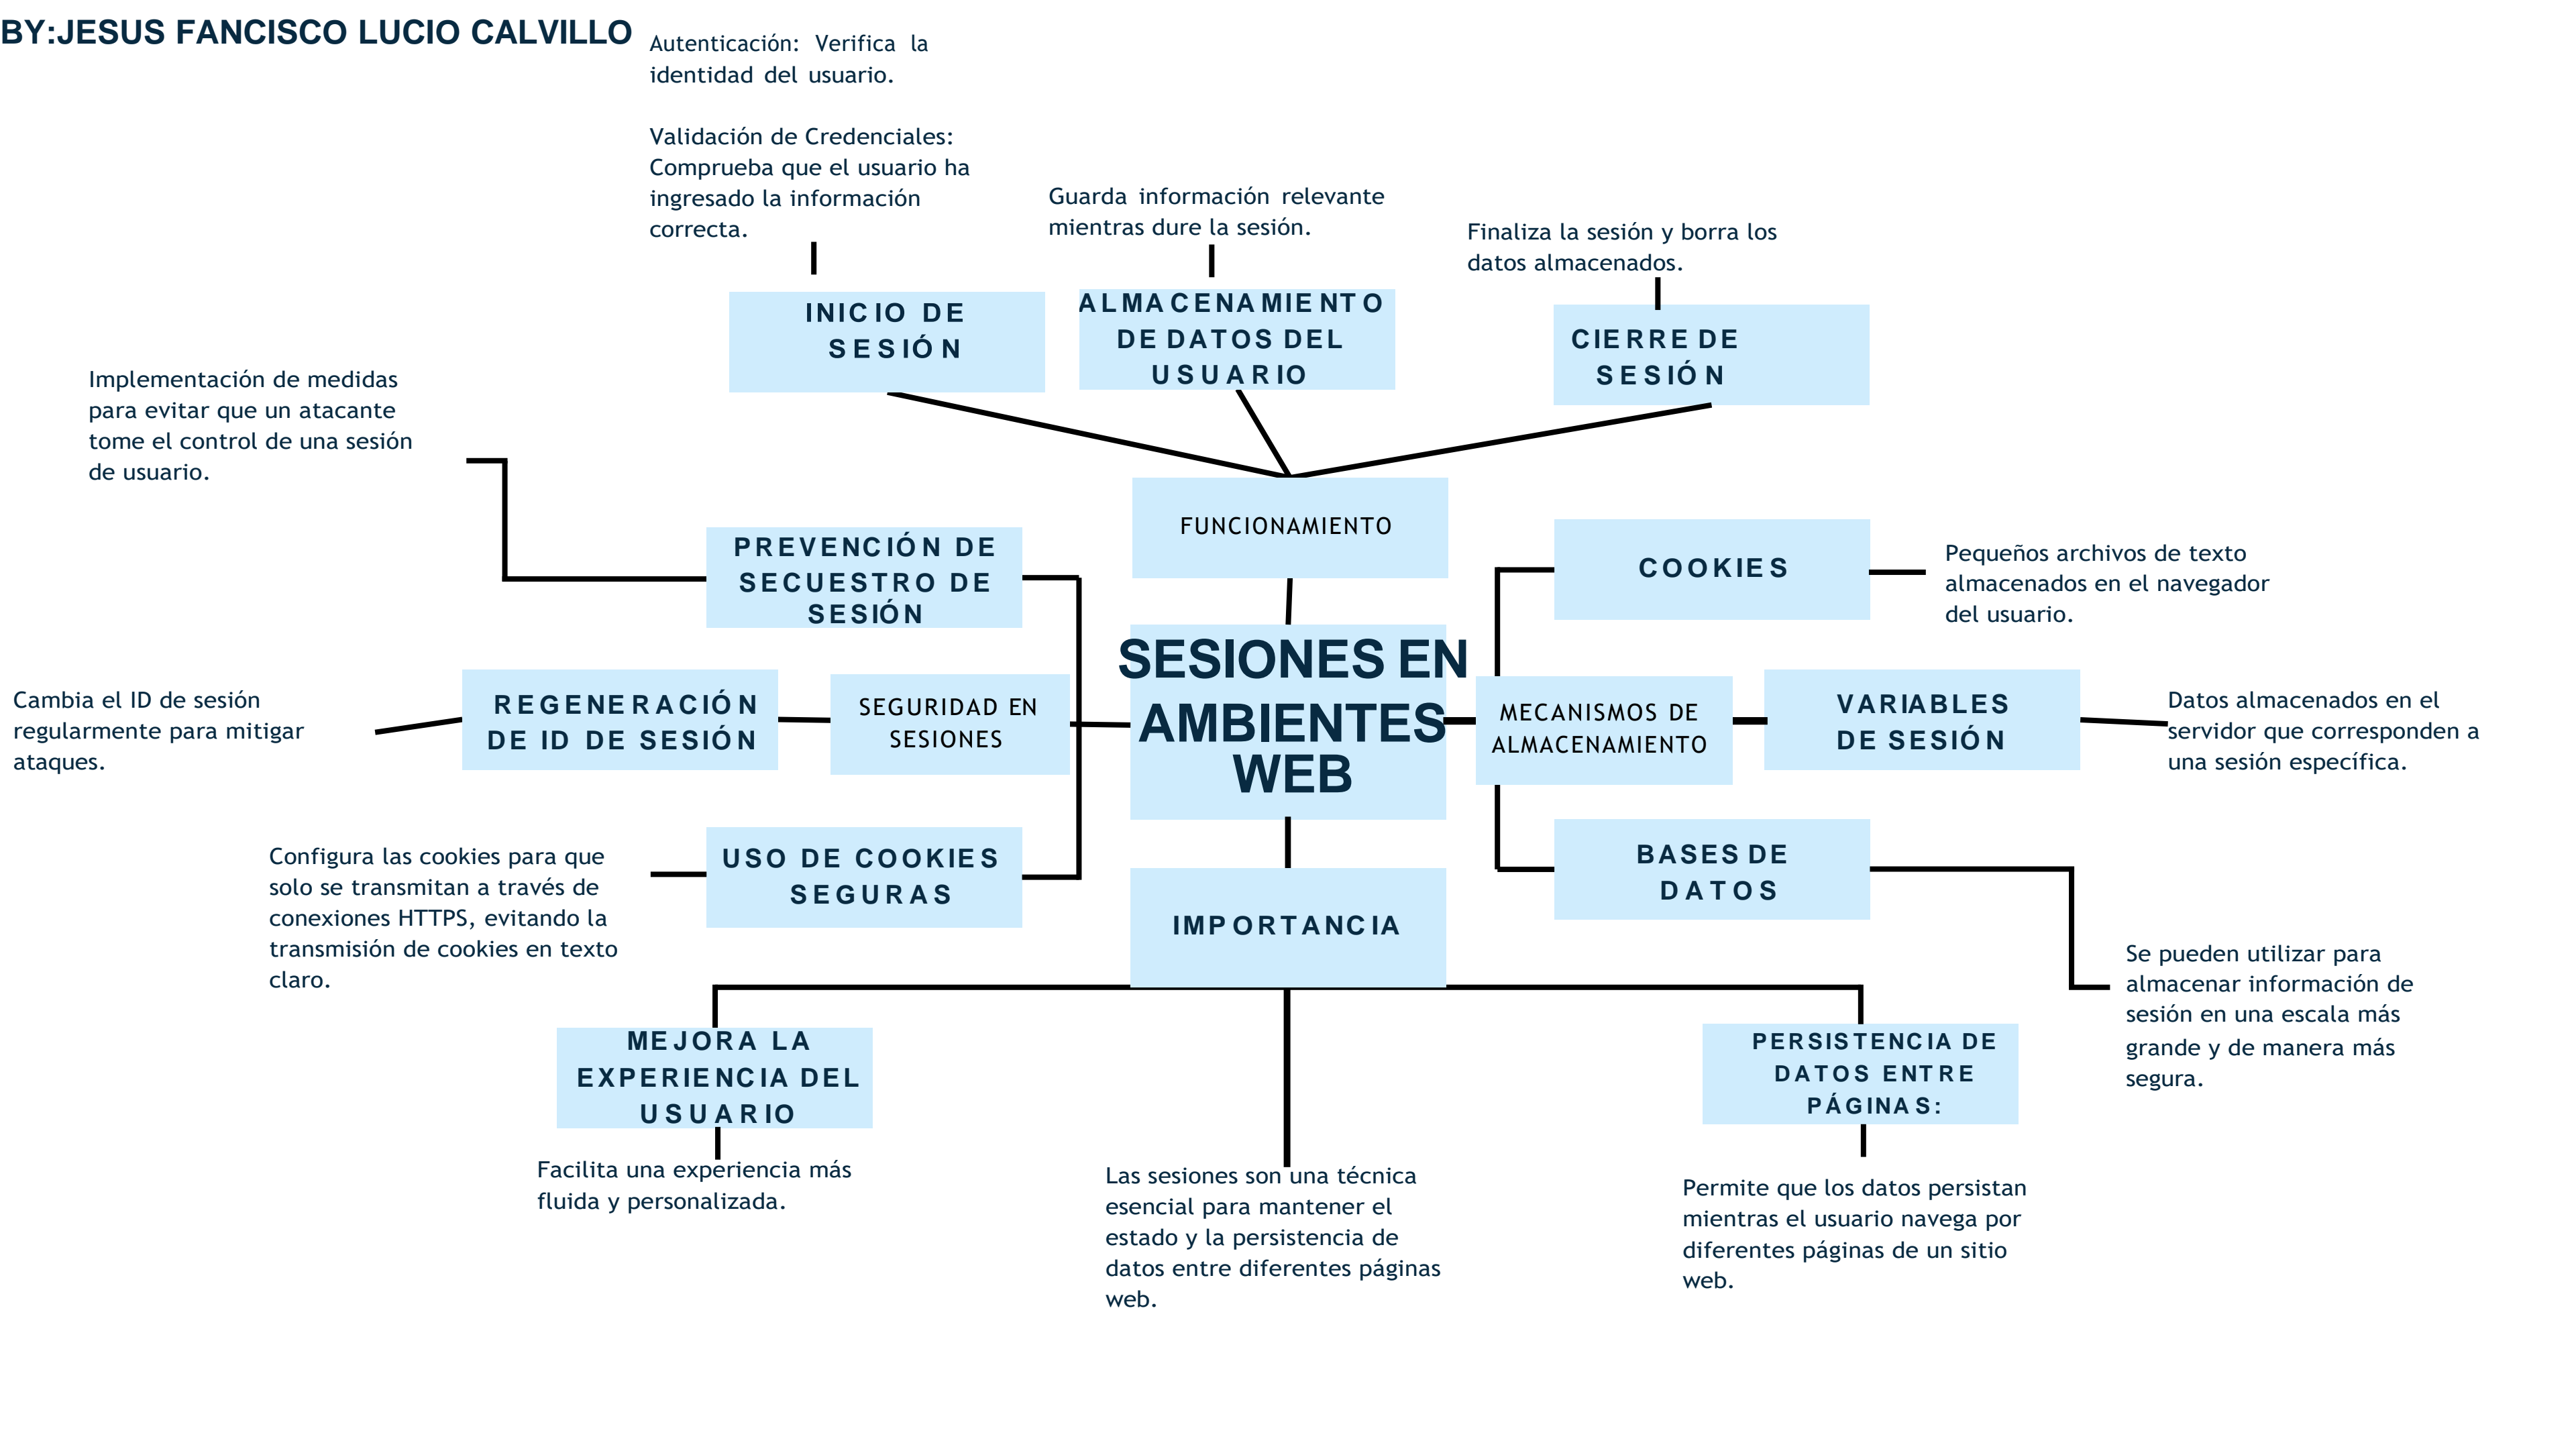 BY:JESUS FANCISCO LUCIO CALVILLO
Autenticación: Verifica la
identidad del usuario.
Validación de Credenciales:
Comprueba que el usuario ha
ingresado la información
correcta.
Guarda información relevante
mientras dure la sesión.
Finaliza la sesión y borra los
datos almacenados.
INICIO DE
SESIÓN
ALMACENAMIENTO
DE DATOS DEL
USUARIO
CIERRE DE
SESIÓN
Implementación de medidas
para evitar que un atacante
tome el control de una sesión
de usuario.
FUNCIONAMIENTO
PREVENCIÓN DE
SECUESTRO DE
SESIÓN
COOKIES
Pequeños archivos de texto
almacenados en el navegador
del usuario.
SESIONES EN
AMBIENTES
WEB
Cambia el ID de sesión
regularmente para mitigar
ataques.
REGENERACIÓN
DE ID DE SESIÓN
SEGURIDAD EN
SESIONES
MECANISMOS DE
ALMACENAMIENTO
VARIABLES
DE SESIÓN
Datos almacenados en el
servidor que corresponden a
una sesión específica.
Configura las cookies para que
solo se transmitan a través de
conexiones HTTPS, evitando la
transmisión de cookies en texto
claro.
USO DE COOKIES
SEGURAS
IMPORTANCIA
BASES DE
DATOS
Se pueden utilizar para
almacenar información de
sesión en una escala más
grande y de manera más
segura.
MEJORA LA
EXPERIENCIA DEL
USUARIO
PERSISTENCIA DE
DATOS ENTRE
PÁGINAS:
Facilita una experiencia más
fluida y personalizada.
Las sesiones son una técnica
esencial para mantener el
estado y la persistencia de
datos entre diferentes páginas
web.
Permite que los datos persistan
mientras el usuario navega por
diferentes páginas de un sitio
web.